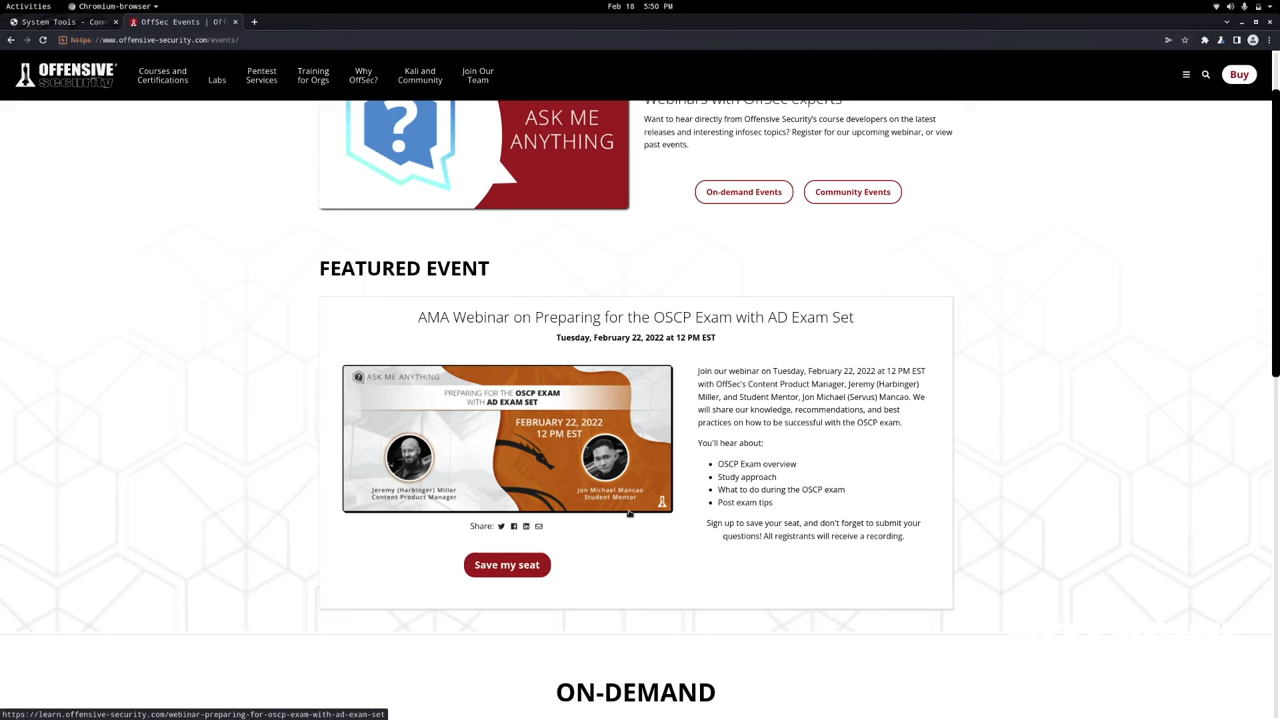 Activities
Chromium-browser
Feb 18 5:50 PM
System Tools - Com
OffSec Events | Off
https://www.offensive-security.com/events/
OFFENSIVE
security
Courses and
Certifications
Labs
Pentest
Services
Training
for Orgs
Why
OffSec?
Kali and
Community
Join Our
Team
Buy
ASK ME
ANYTHING
Webinars with OffSec experts
Want to hear directly from Offensive Security's course developers on the latest
releases and interesting infosec topics? Register for our upcoming webinar, or view
past events.
On-demand Events
Community Events
FEATURED EVENT
AMA Webinar on Preparing for the OSCP Exam with AD Exam Set
Tuesday, February 22, 2022 at 12 PM EST
ASK ME ANYTHING
PREPARING FOR THE OSCP EXAM
WITH AD EXAM SET
FEBRUARY 22, 2022
12 PM EST
Jeremy (Harbinger) Miller
Content Product Manager
Jon Michael Mancao
Student Mentor
Share:
Save my seat
Join our webinar on Tuesday, February 22, 2022 at 12 PM EST
with OffSec's Content Product Manager, Jeremy (Harbinger)
Miller, and Student Mentor, Jon Michael (Servus) Mancao. We
will share our knowledge, recommendations, and best
practices on how to be successful with the OSCP exam.
You'll hear about:
OSCP Exam overview
Study approach
What to do during the OSCP exam
Post exam tips
Sign up to save your seat, and don't forget to submit your
questions! All registrants will receive a recording.
ON-DEMAND
https://learn.offensive-security.com/webinar-preparing-for-oscp-exam-with-ad-exam-set